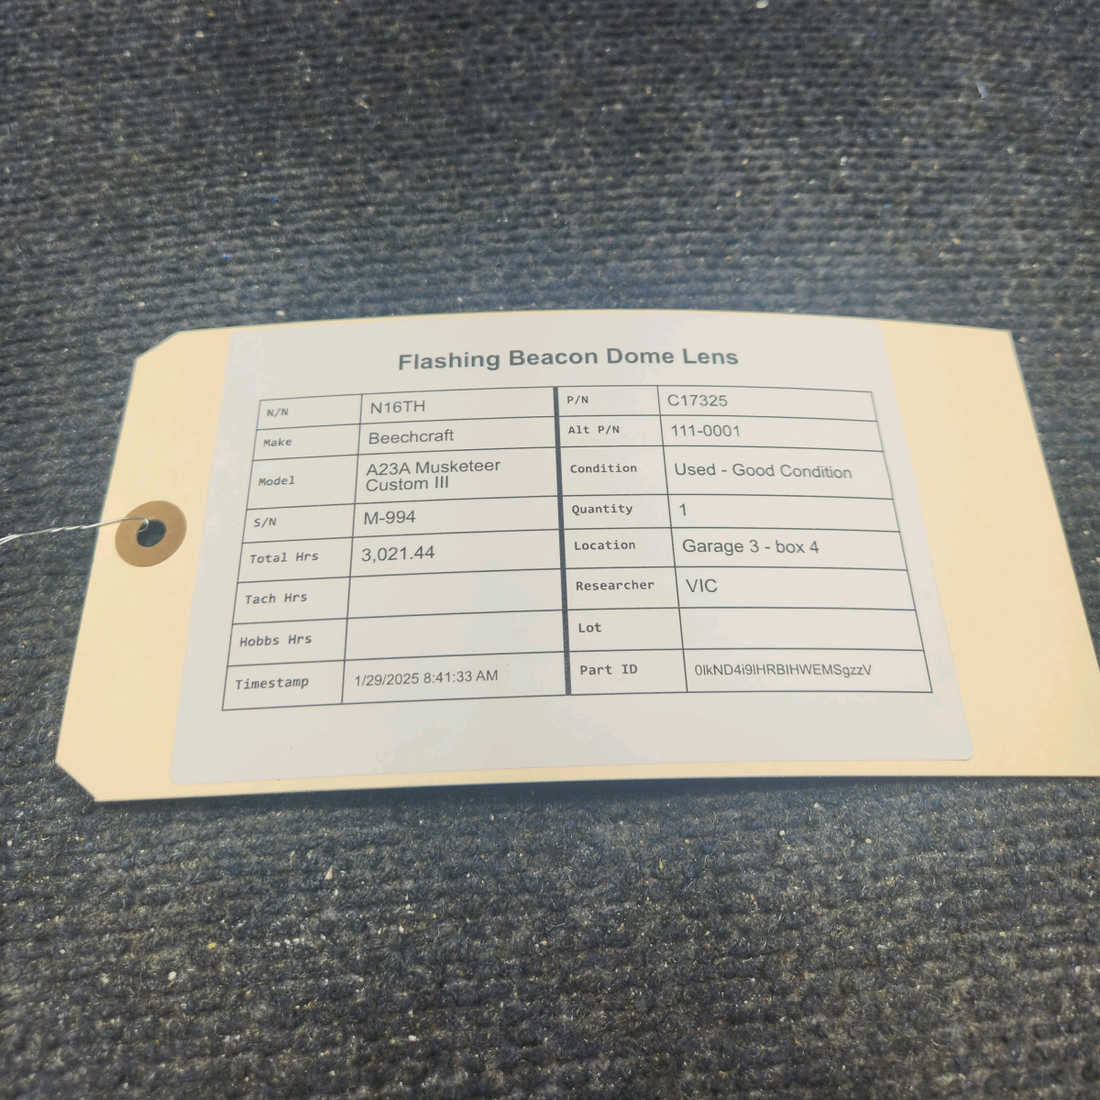 Flashing Beacon Dome Lens
N/N N16TH P/N C17325
Make Beechcraft Alt P/N 111-0001
Model A23A Musketeer Custom III Condition Used - Good Condition
S/N M-994 Quantity 1
Total Hrs 3,021.44 Location Garage 3 - box 4
Tach Hrs Researcher VIC
Hobbs Hrs Lot
Timestamp 1/29/2025 8:41:33 AM Part ID